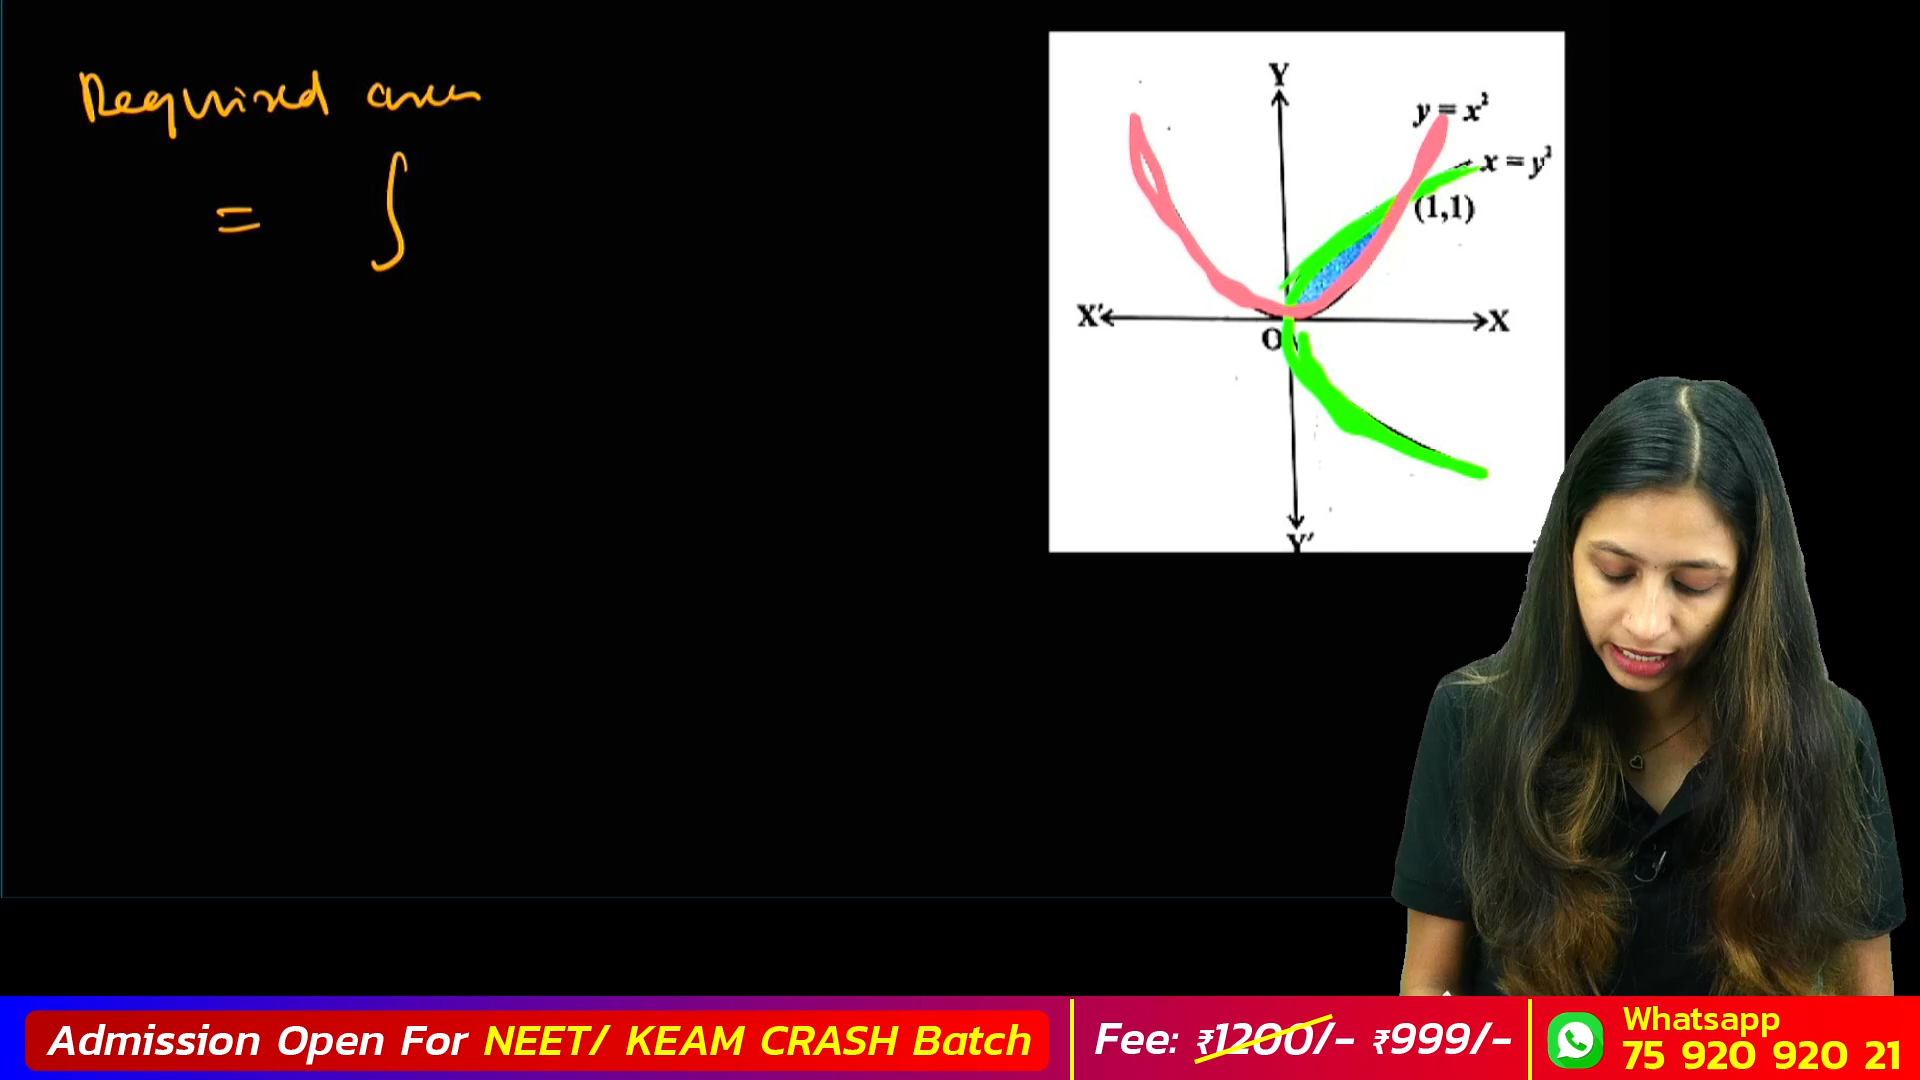 Required area
= ∫
Y
y = x²
x = y²
(1,1)
X′
X
O
Y′
Admission Open For NEET/ KEAM CRASH Batch
Fee: ₹1200/- ₹999/-
Whatsapp
75 920 920 21